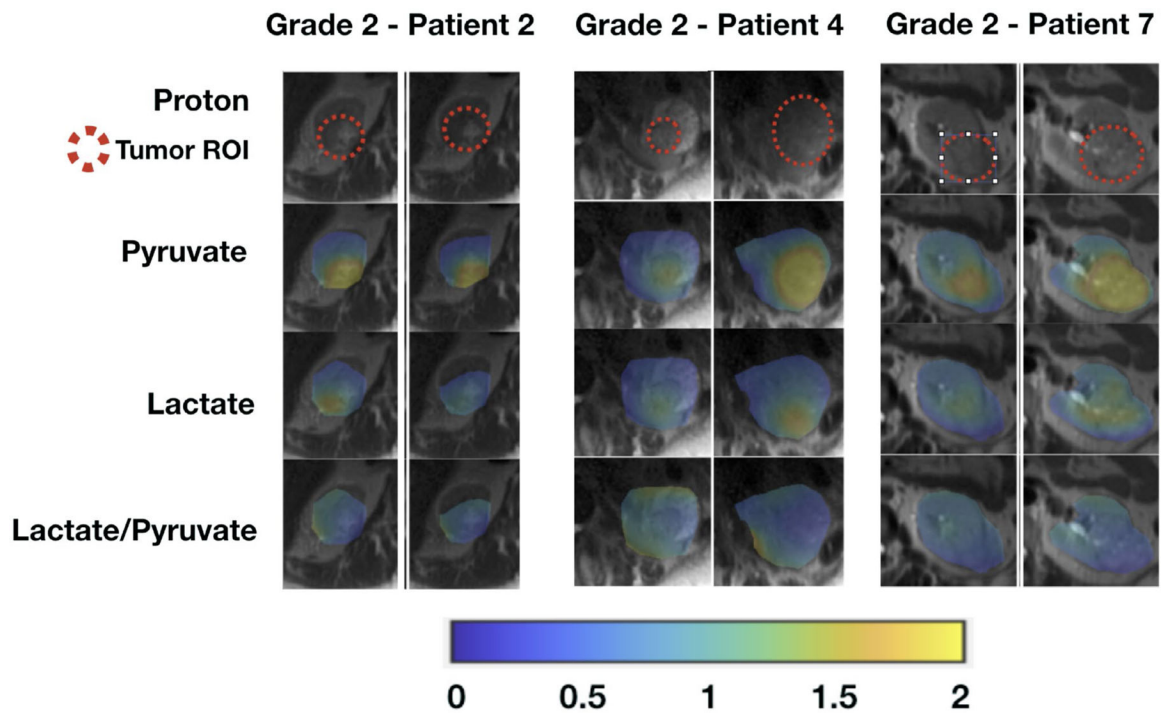 Grade 2 - Patient 2 Grade 2 - Patient 4 Grade 2 - Patient 7
Proton
Tumor ROI
Pyruvate
Lactate
Lactate/Pyruvate
0 0.5 1 1.5 2